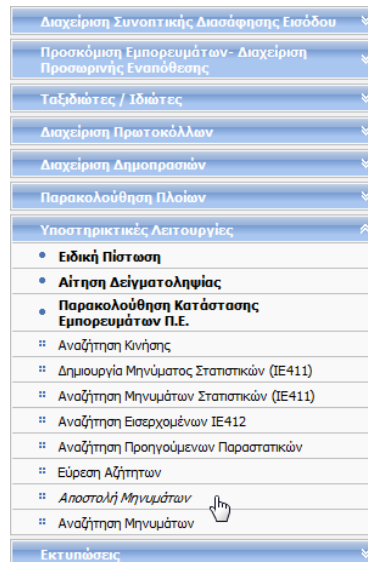 Διαχείριση Συνοπτικής Διασάφησης Εισόδου
Προσκόμιση Εμπορευμάτων- Διαχείριση
Προσωρινής Εναπόθεσης
Ταξιδιώτες / Ιδιώτες
Διαχείριση Πρωτοκόλλων
Διαχείριση Δημοπρασιών
Παρακολούθηση Πλοίων
Υποστηρικτικές Λειτουργίες
Ειδική Πίστωση
Αίτηση Δείγματοληψίας
Παρακολούθηση Κατάστασης
Εμπορευμάτων Π.Ε.
Αναζήτηση Κινήσης
Δημιουργία Μηνύματος Στατιστικών (IE411)
Αναζήτηση Μηνυμάτων Στατιστικών (IE411)
Αναζήτηση Εισερχομένων IE412
Αναζήτηση Προηγούμενων Παραστατικών
Εύρεση Αζήτητων
Αποστολή Μηνυμάτων
Αναζήτηση Μηνυμάτων
Εκτυπώσεις